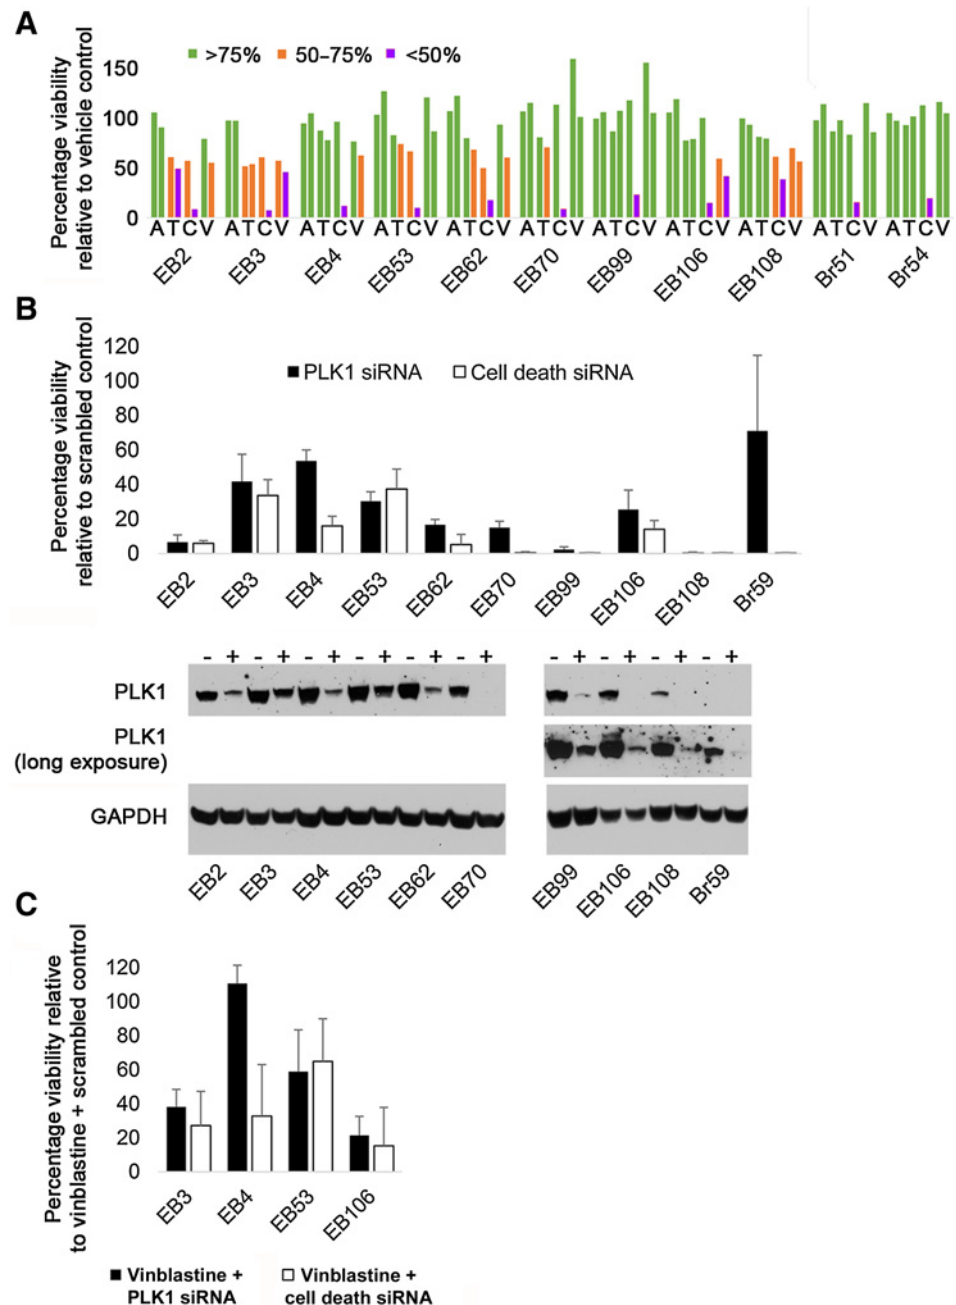 A
>75% 50–75% <50%
Percentage viability
relative to vehicle control
150
100
50
0
ATCV ATCV ATCV ATCV ATCV ATCV ATCV ATCV ATCV ATCV ATCV
EB2 EB3 EB4 EB53 EB62 EB70 EB99 EB106 EB108 Br51 Br54
B
Percentage viability
relative to scranbled control
120
100
80
60
40
20
0
PLK1 siRNA Cell death siRNA
EB2 EB3 EB4 EB53 EB62 EB70 EB99 EB106 EB108 Br59
- + - + - + - + - + - + - + - + - + - +
PLK1
PLK1
(long exposure)
GAPDH
EB2 EB3 EB4 EB53 EB62 EB70 EB99 EB106 EB108 Br59
C
Percentage viability relative
to vinblastine + scrambled control
120
100
80
60
40
20
0
EB3 EB4 EB53 EB106
Vinblastine + Vinblastine +
PLK1 siRNA cell death siRNA